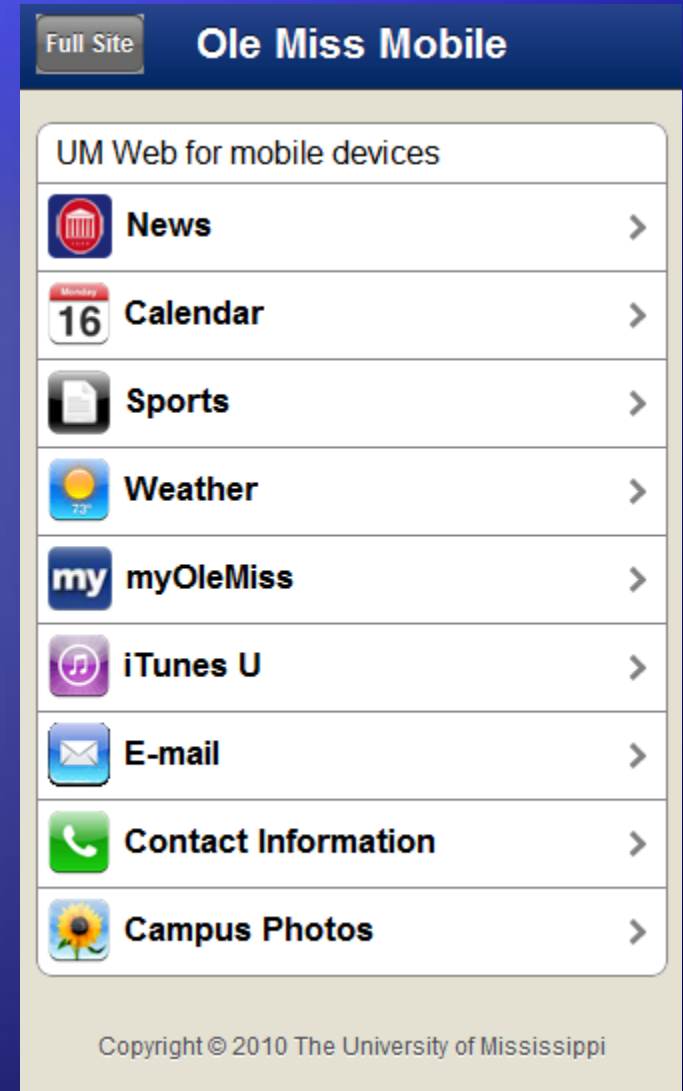 Full Site
Ole Miss Mobile
UM Web for mobile devices
News
Monday
16
Calendar
Sports
73°
Weather
my
myOleMiss
iTunes U
E-mail
Contact Information
Campus Photos
Copyright © 2010 The University of Mississippi